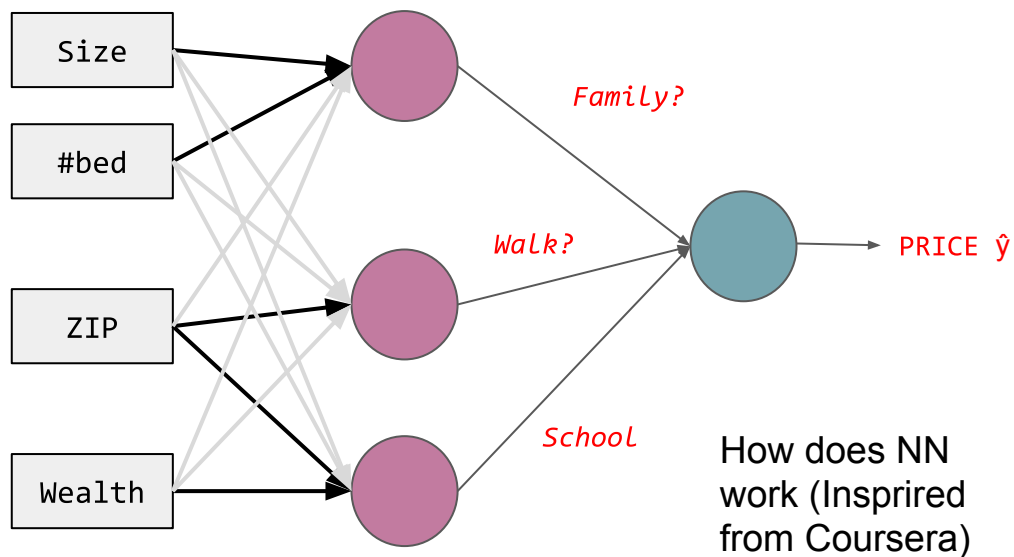 Size
#bed
ZIP
Wealth
Family?
Walk?
School
PRICE ŷ
How does NN
work (Insprired
from Coursera)